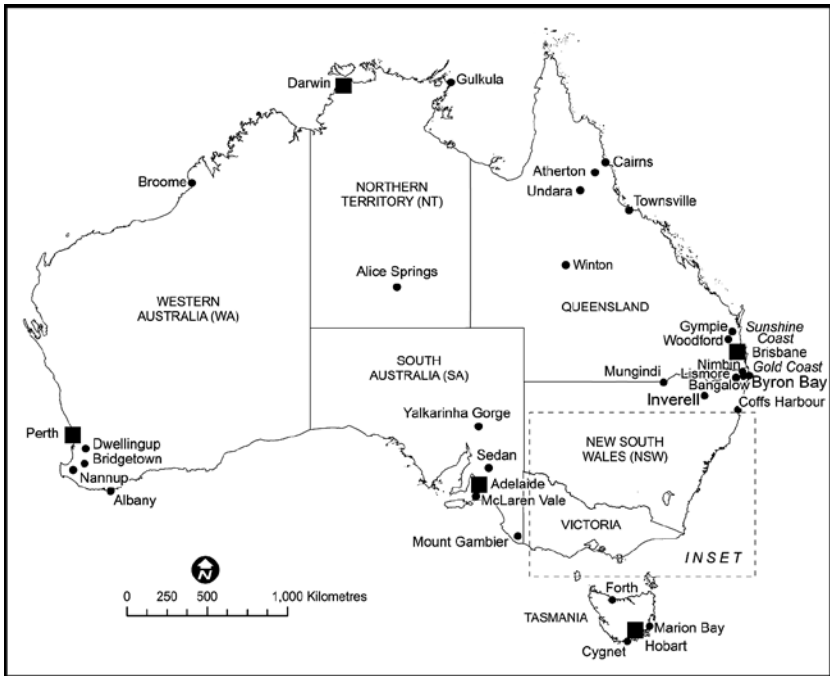 Darwin
Gulkula
Cairns
Atherton
Undara
Townsville
Broome
NORTHERN
TERRITORY (NT)
Winton
Alice Springs
QUEENSLAND
WESTERN
AUSTRALIA (WA)
Gympie
Sunshine
Coast
Woodford
Brisbane
SOUTH
AUSTRALIA (SA)
Mungindi
Nimbin
Gold Coast
Lismore
Byron Bay
Bangalow
Inverell
Coffs Harbour
Yalkarinha Gorge
Perth
Dwellingup
Bridgetown
Nannup
Albany
NEW SOUTH
WALES (NSW)
Sedan
Adelaide
McLaren Vale
VICTORIA
Mount Gambier
INSET
N
0 250 500 1,000 Kilometres
Forth
TASMANIA
Marion Bay
Hobart
Cygnet